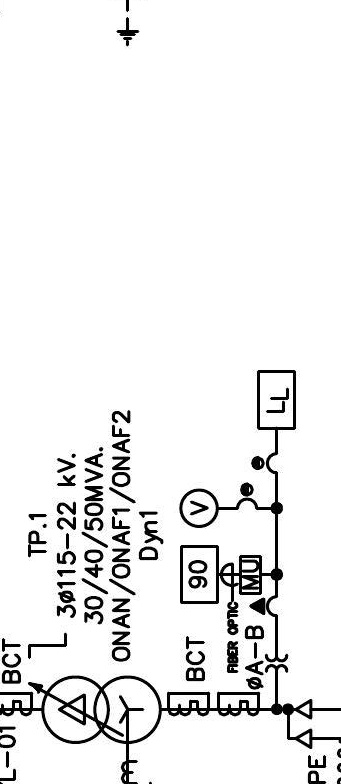 TP.1
3ø115-22 kV.
30/40/50MVA.
ONAN/ONAF1/ONAF2
Dyn1
BCT
L-01
BCT
90
V
LL
MU
FIBER OPTIC
øA-B
PE